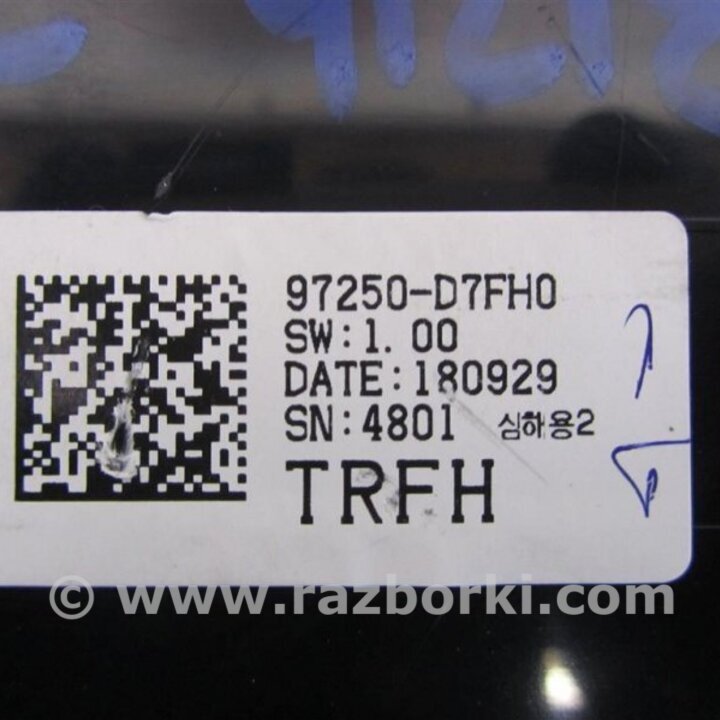 97250-D7FH0
SW:1.00
DATE:180929
SN:4801 심하용2
TRFH
© www.razborki.com